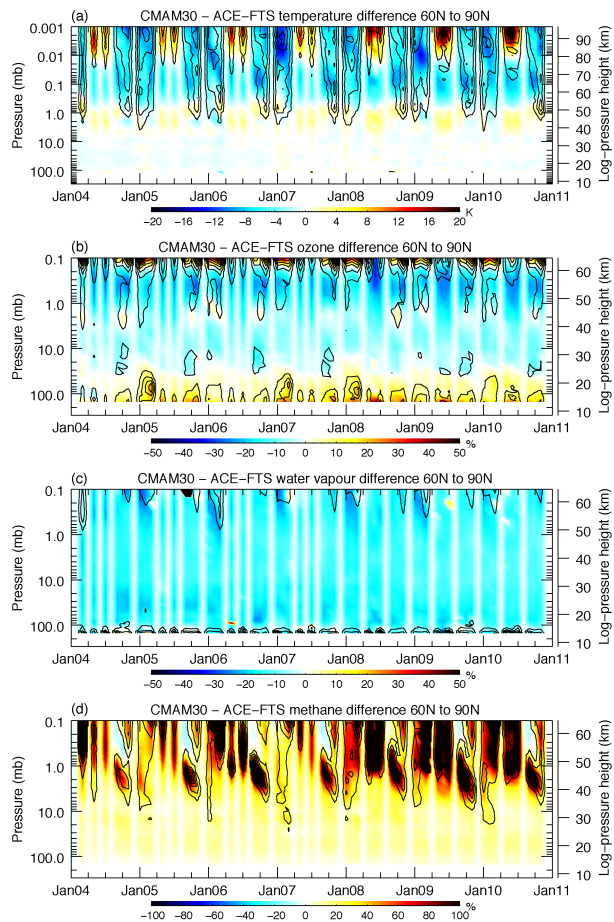 (a) CMAM30 − ACE−FTS temperature difference 60N to 90N
Pressure (mb)
0.001
0.01
0.1
1.0
10.0
100.0
90
80
70
60
50
40
30
20
10
Log−pressure height (km)
Jan04 Jan05 Jan06 Jan07 Jan08 Jan09 Jan10 Jan11
−20 −16 −12 −8 −4 0 4 8 12 16 20 K
(b) CMAM30 − ACE−FTS ozone difference 60N to 90N
Pressure (mb)
0.1
1.0
10.0
100.0
60
50
40
30
20
10
Log−pressure height (km)
Jan04 Jan05 Jan06 Jan07 Jan08 Jan09 Jan10 Jan11
−50 −40 −30 −20 −10 0 10 20 30 40 50 %
(c) CMAM30 − ACE−FTS water vapour difference 60N to 90N
Pressure (mb)
0.1
1.0
10.0
100.0
60
50
40
30
20
10
Log−pressure height (km)
Jan04 Jan05 Jan06 Jan07 Jan08 Jan09 Jan10 Jan11
−50 −40 −30 −20 −10 0 10 20 30 40 50 %
(d) CMAM30 − ACE−FTS methane difference 60N to 90N
Pressure (mb)
0.1
1.0
10.0
100.0
60
50
40
30
20
10
Log−pressure height (km)
Jan04 Jan05 Jan06 Jan07 Jan08 Jan09 Jan10 Jan11
−100 −80 −60 −40 −20 0 20 40 60 80 100 %